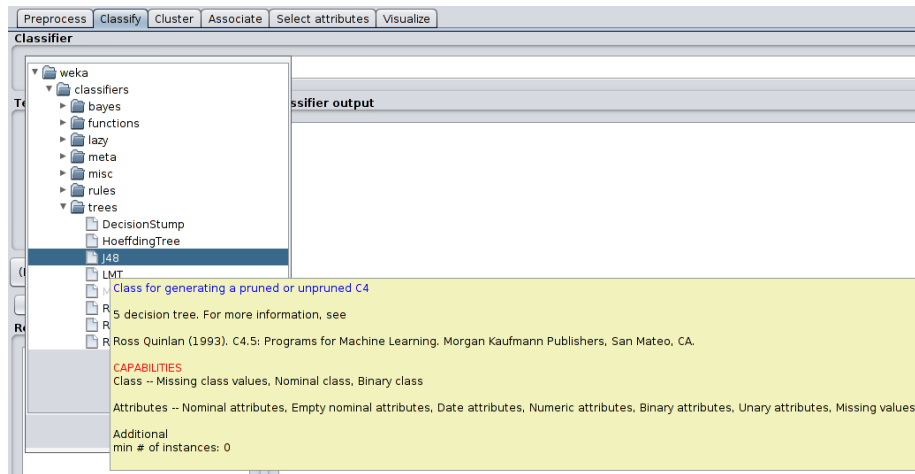 Preprocess Classify Cluster Associate Select attributes Visualize
Classifier
weka
classifiers
bayes
functions
lazy
meta
misc
rules
trees
DecisionStump
HoeffdingTree
J48
LMT
output
Class for generating a pruned or unpruned C4
5 decision tree. For more information, see
Ross Quinlan (1993). C4.5: Programs for Machine Learning. Morgan Kaufmann Publishers, San Mateo, CA.
CAPABILITIES
Class -- Missing class values, Nominal class, Binary class
Attributes -- Nominal attributes, Empty nominal attributes, Date attributes, Numeric attributes, Binary attributes, Unary attributes, Missing values
Additional
min # of instances: 0